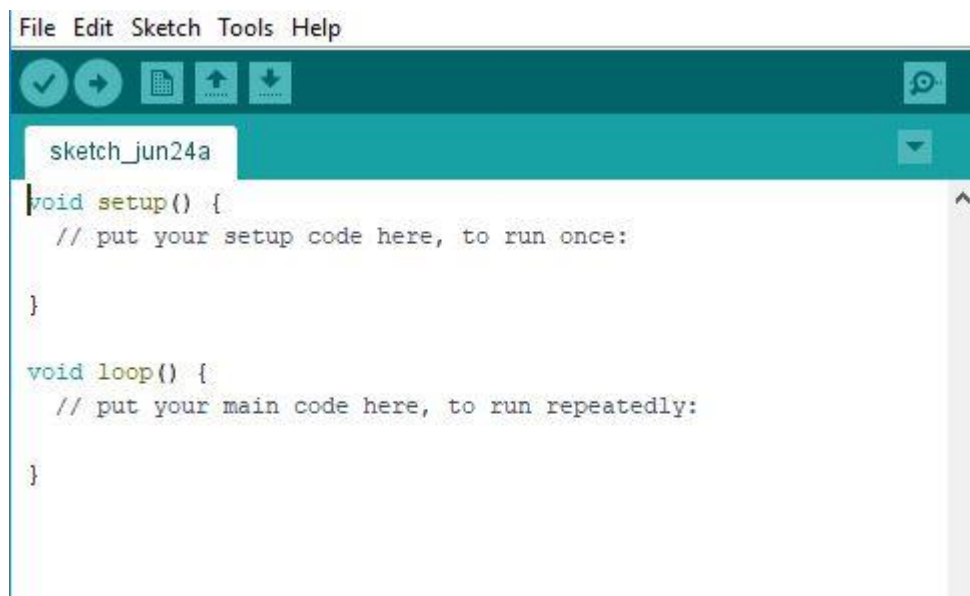 File Edit Sketch Tools Help
sketch_jun24a
void setup() {
  // put your setup code here, to run once:
}
void loop() {
  // put your main code here, to run repeatedly:
}